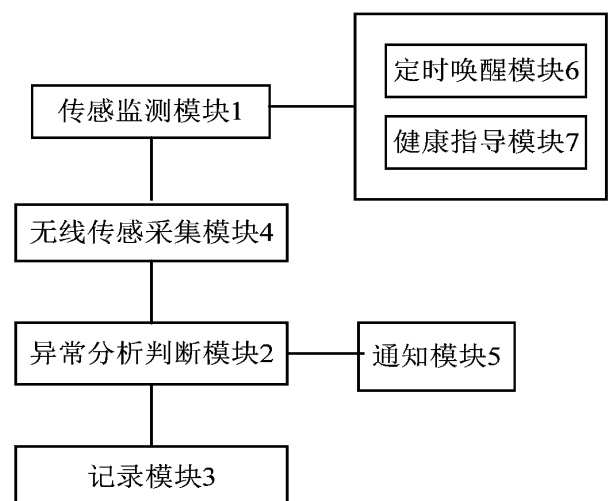 定时唤醒模块6
传感监测模块1
健康指导模块7
无线传感采集模块4
异常分析判断模块2
通知模块5
记录模块3